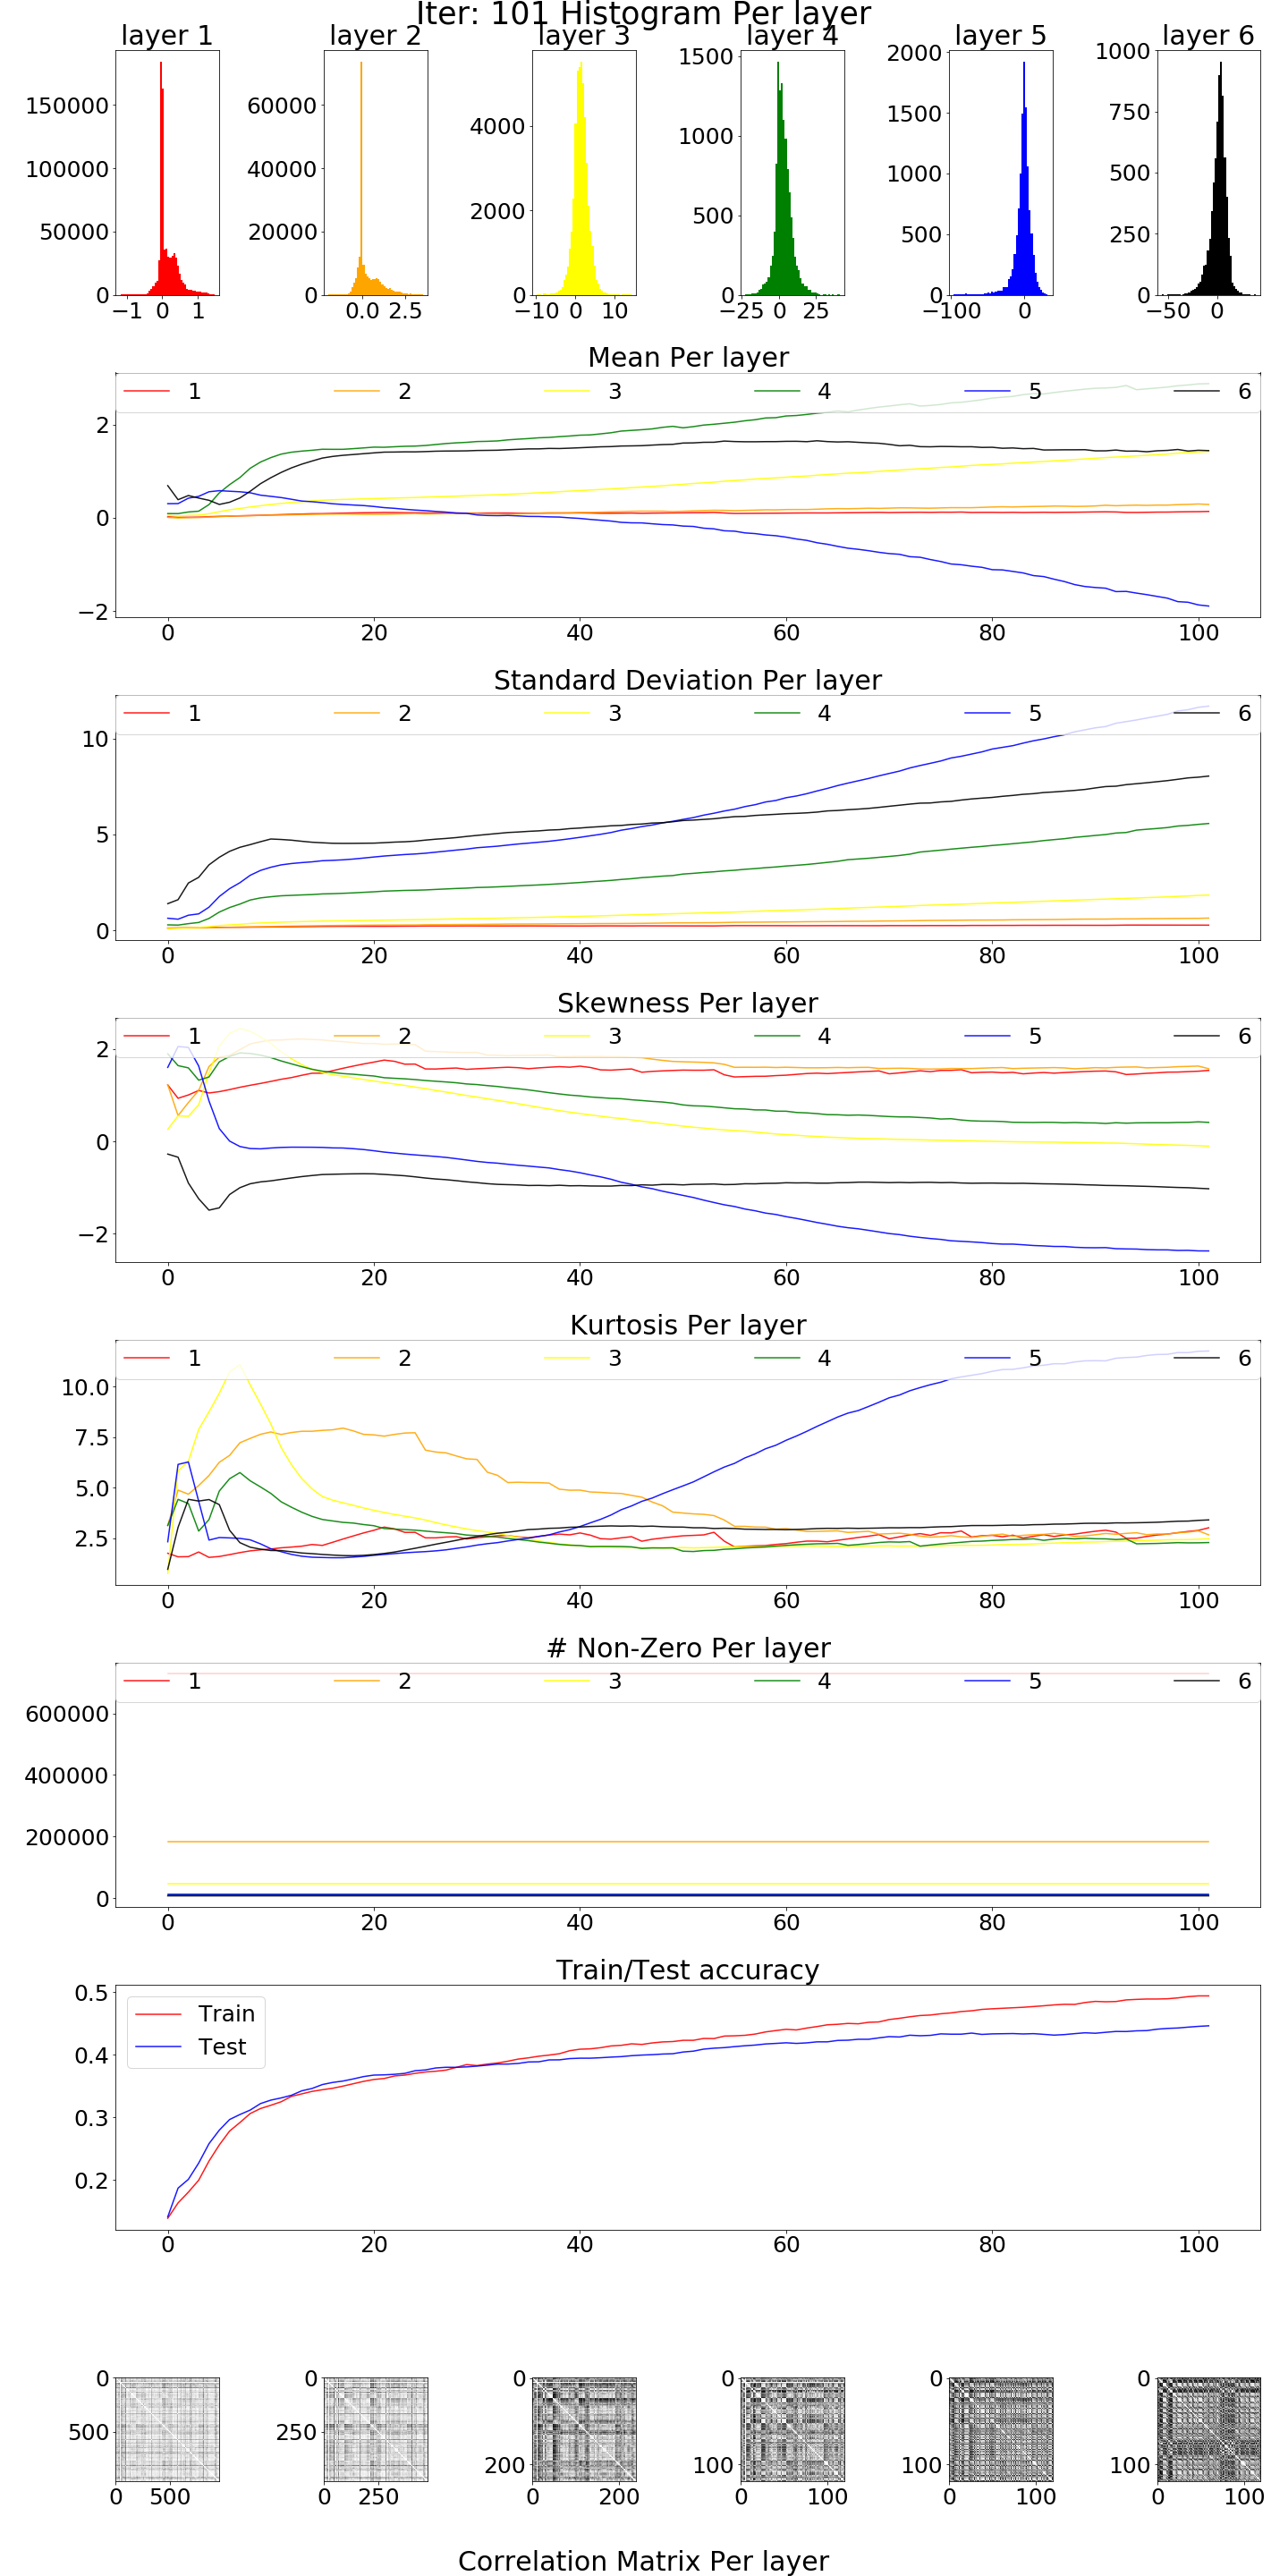 Iter: 101 Histogram Per layer
layer 1 layer 2 layer 3 layer 4 layer 5 layer 6
150000 100000 50000 0
−1 0 1
60000 40000 20000 0
0.0 2.5
4000 2000 0
−10 0 10
1500 1000 500 0
−25 0 25
2000 1500 1000 500 0
−100 0
1000 750 500 250 0
−50 0
Mean Per layer
1 2 3 4 5 6
2
0
−2
0 20 40 60 80 100
Standard Deviation Per layer
1 2 3 4 5 6
10
5
0
0 20 40 60 80 100
Skewness Per layer
1 2 3 4 5 6
2
0
−2
0 20 40 60 80 100
Kurtosis Per layer
1 2 3 4 5 6
10.0
7.5
5.0
2.5
0 20 40 60 80 100
# Non-Zero Per layer
1 2 3 4 5 6
600000
400000
200000
0
0 20 40 60 80 100
Train/Test accuracy
Train
Test
0.5
0.4
0.3
0.2
0 20 40 60 80 100
0 500
0 500
0 250
0 250
0 200
0 200
0 100
0 100
0 100
0 100
0 100
0 100
Correlation Matrix Per layer